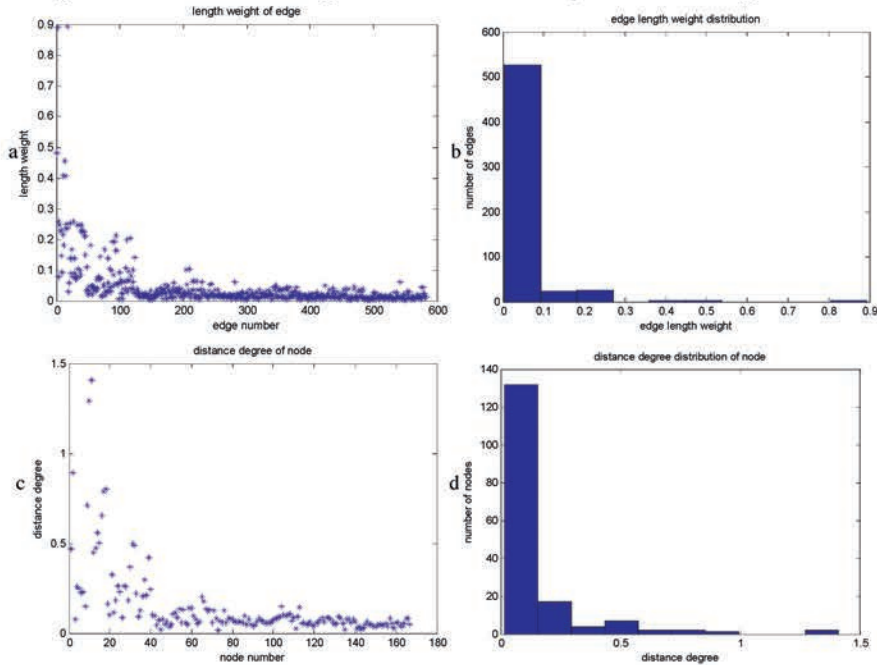 length weight of edge
0.9
0.8
0.7
0.6
0.5
0.4
0.3
0.2
0.1
0
a
length weight
0 100 200 300 400 500 600
edge number
edge length weight distribution
600
500
400
300
200
100
0
b
number of edges
0 0.1 0.2 0.3 0.4 0.5 0.6 0.7 0.8 0.9
edge length weight
distance degree of node
1.5
1
0.5
0
c
distance degree
0 20 40 60 80 100 120 140 160 180
node number
distance degree distribution of node
140
120
100
80
60
40
20
0
d
number of nodes
0 0.5 1 1.5
distance degree